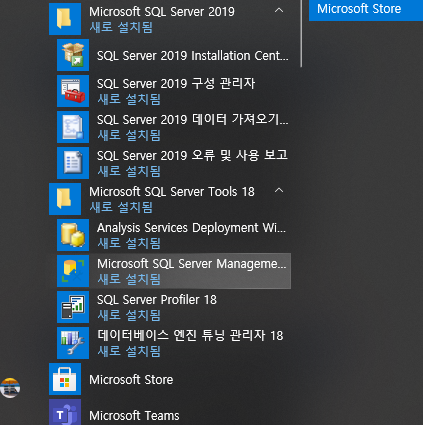 Microsoft SQL Server 2019
새로 설치됨
Microsoft Store
SQL Server 2019 Installation Cent...
SQL Server 2019 구성 관리자
새로 설치됨
SQL Server 2019 데이터 가져오기...
새로 설치됨
SQL Server 2019 오류 및 사용 보고
새로 설치됨
Microsoft SQL Server Tools 18
새로 설치됨
Analysis Services Deployment Wi...
새로 설치됨
Microsoft SQL Server Manageme...
새로 설치됨
SQL Server Profiler 18
새로 설치됨
데이터베이스 엔진 튜닝 관리자 18
새로 설치됨
Microsoft Store
Microsoft Teams